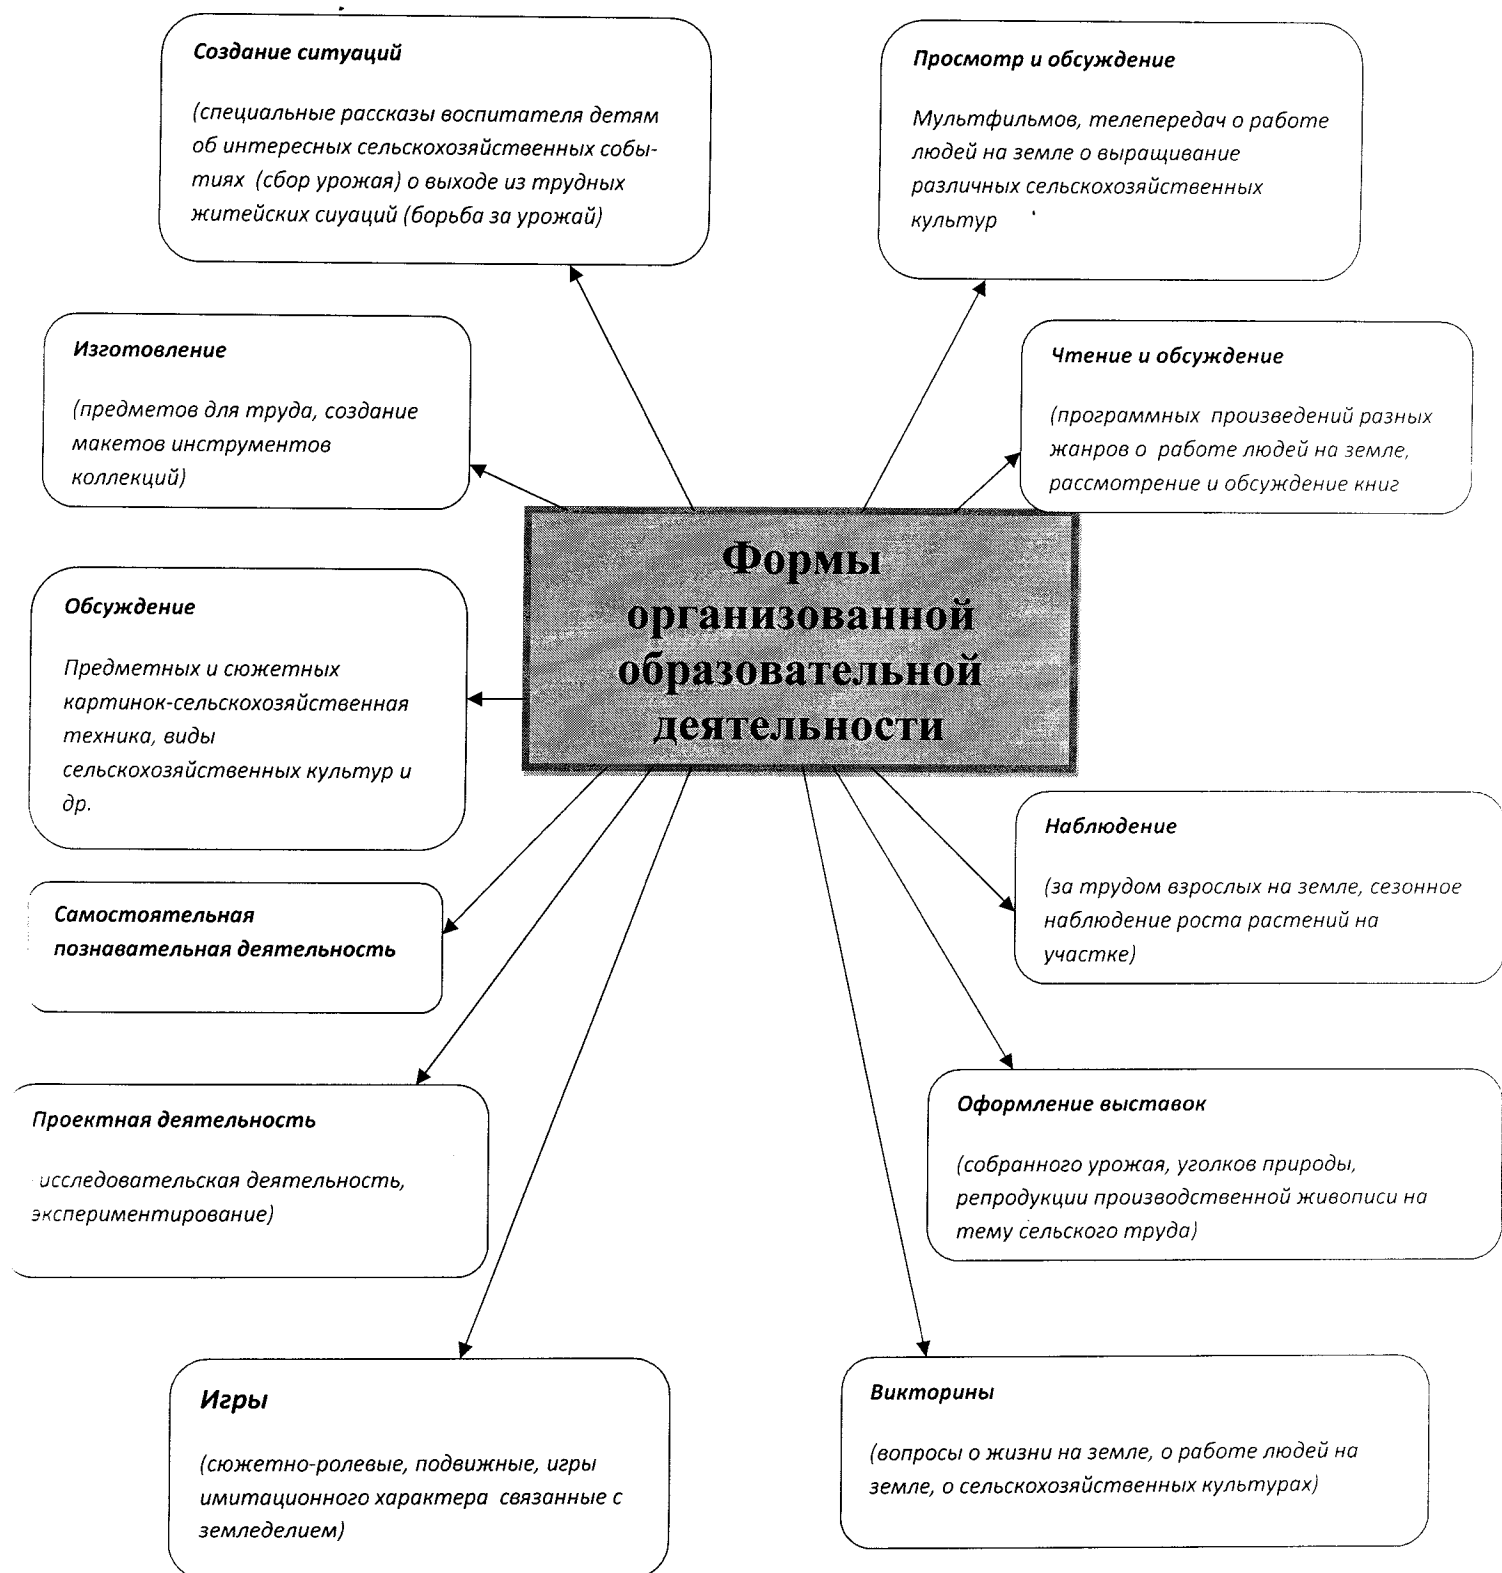 Создание ситуаций
(специальные рассказы воспитателя детям
об интересных сельскохозяйственных собы-
тиях (сбор урожая) о выходе из трудных
житейских сиуаций (борьба за урожай)
Просмотр и обсуждение
Мультфильмов, телепередач о работе
людей на земле о выращивание
различных сельскохозяйственных
культур
Изготовление
(предметов для труда, создание
макетов инструментов
коллекций)
Чтение и обсуждение
(программных произведений разных
жанров о работе людей на земле,
рассмотрение и обсуждение книг
Формы
организованной
образовательной
деятельности
Обсуждение
Предметных и сюжетных
картинок-сельскохозяйственная
техника, виды
сельскохозяйственных культур и
др.
Наблюдение
(за трудом взрослых на земле, сезонное
наблюдение роста растений на
участке)
Самостоятельная
познавательная деятельность
Проектная деятельность
исследовательская деятельность,
экспериментирование)
Оформление выставок
(собранного урожая, уголков природы,
репродукции производственной живописи на
тему сельского труда)
Игры
(сюжетно-ролевые, подвижные, игры
имитационного характера связанные с
земледелием)
Викторины
(вопросы о жизни на земле, о работе людей на
земле, о сельскохозяйственных культурах)